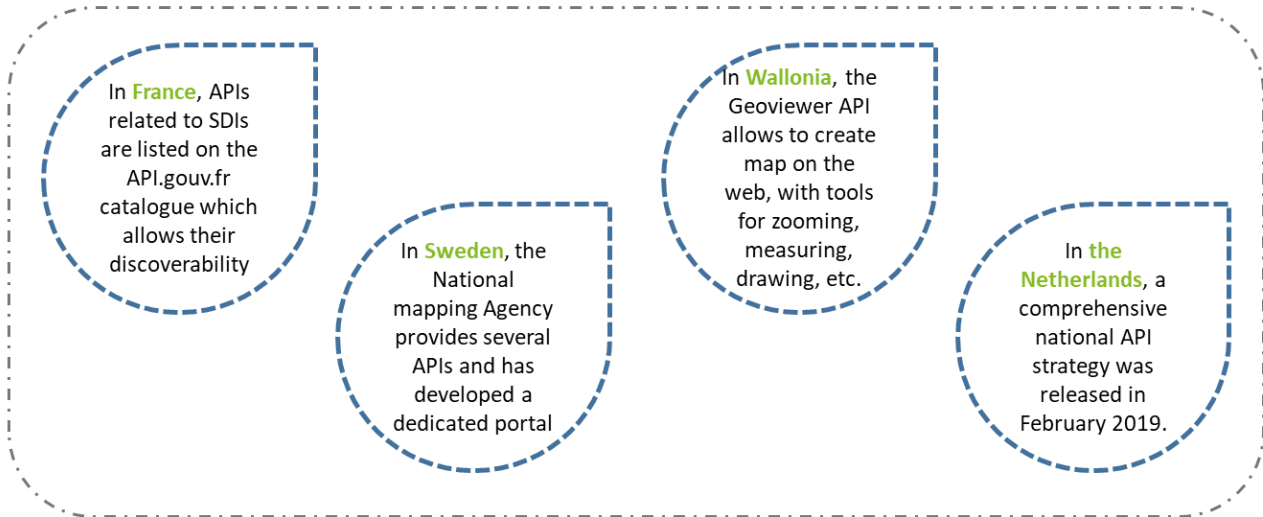 In France, APIs
related to SDIs
are listed on the
API.gouv.fr
catalogue which
allows their
discoverability
In Sweden, the
National
mapping Agency
provides several
APIs and has
developed a
dedicated portal
In Wallonia, the
Geoviewer API
allows to create
map on the
web, with tools
for zooming,
measuring,
drawing, etc.
In the
Netherlands, a
comprehensive
national API
strategy was
released in
February 2019.